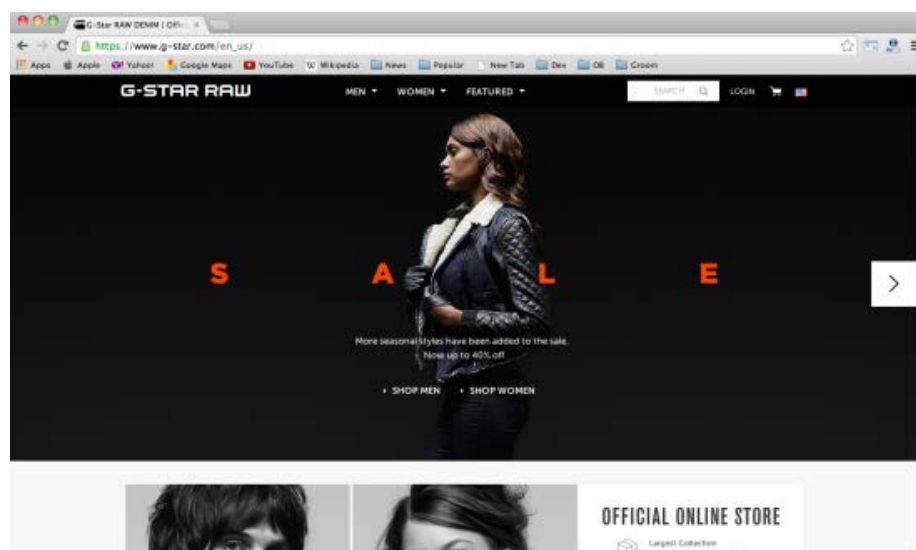 G-Star RAW DENIM | Offic
https://www.g-star.com/en_us/
Apps Apple Yahoo! Google Maps YouTube Wikipedia News Popular New Tab Dev OB Groom
G-STAR RAW MEN WOMEN FEATURED SEARCH LOGIN
S A L E
More seasonal styles have been added to the sale.
Now up to 40% off
SHOP MEN SHOP WOMEN
OFFICIAL ONLINE STORE
Largest Collection